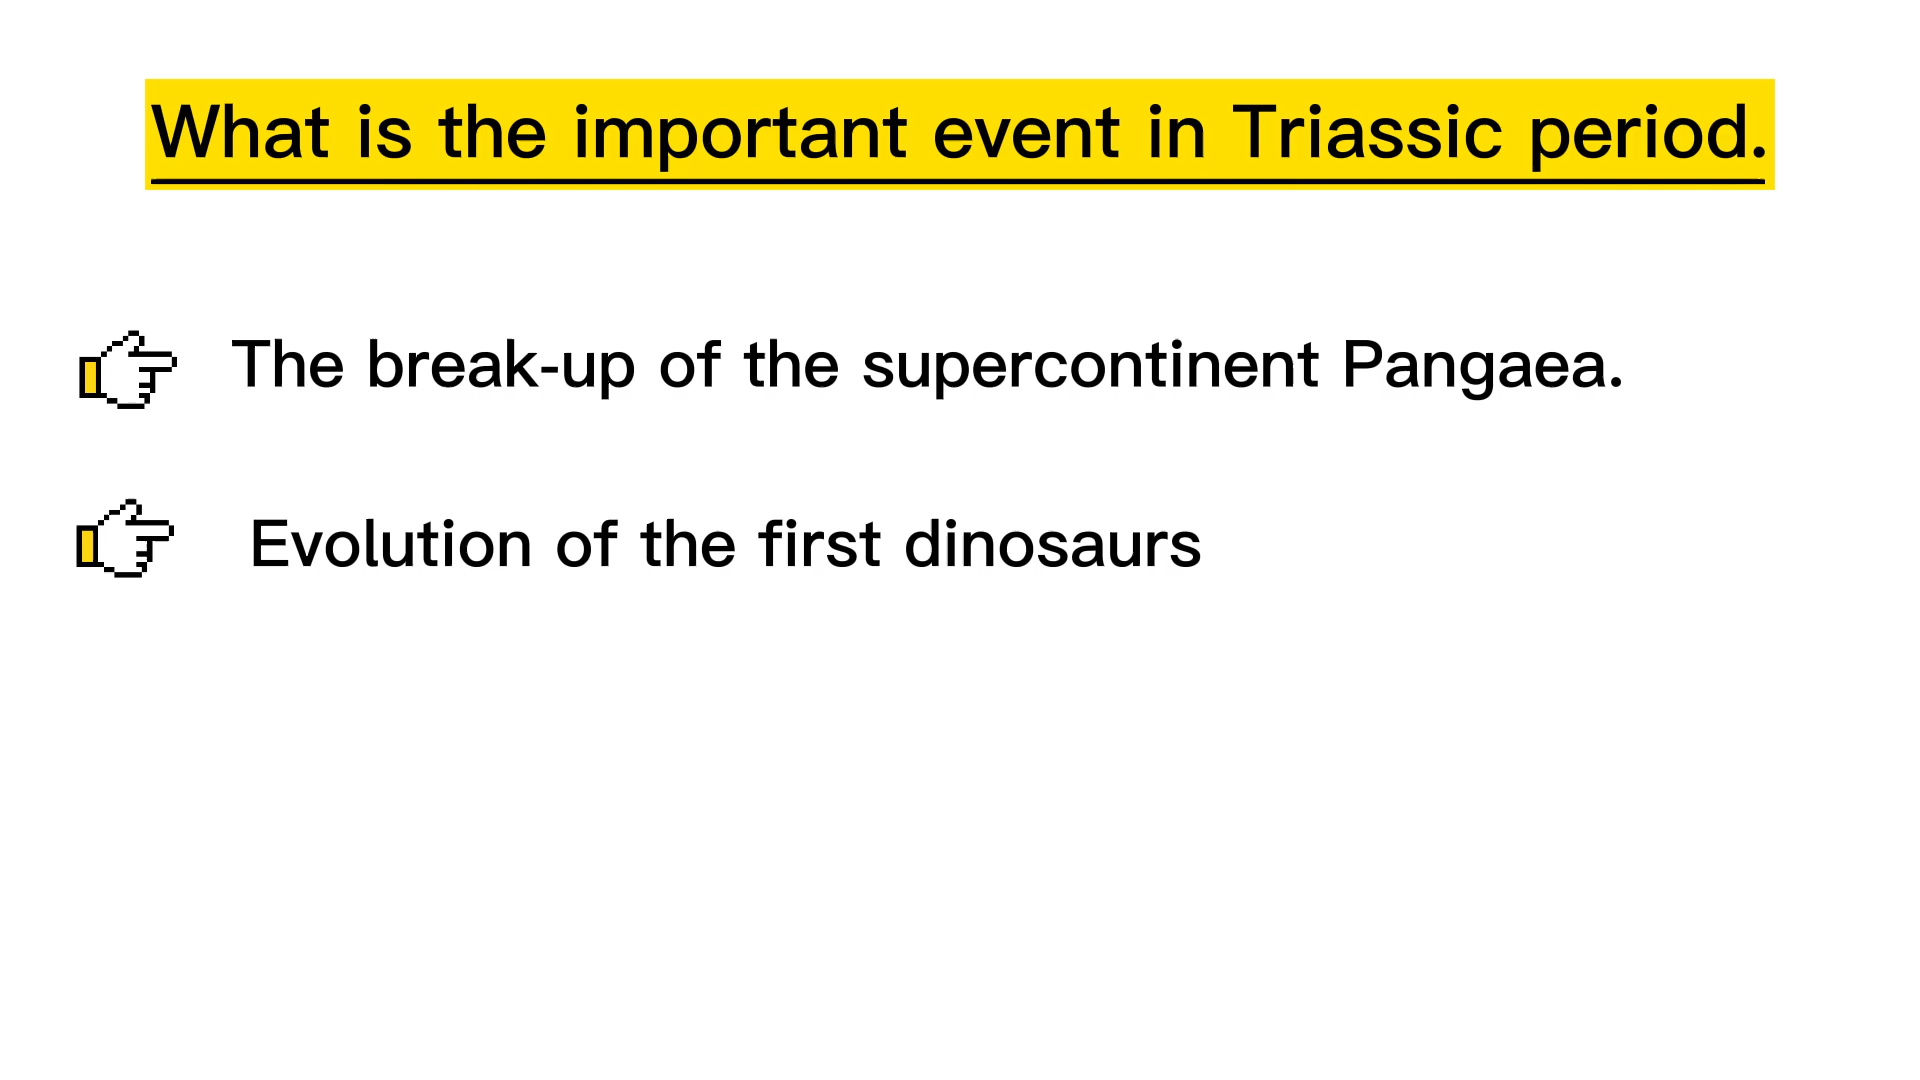 What is the important event in Triassic period.
The break-up of the supercontinent Pangaea.
Evolution of the first dinosaurs